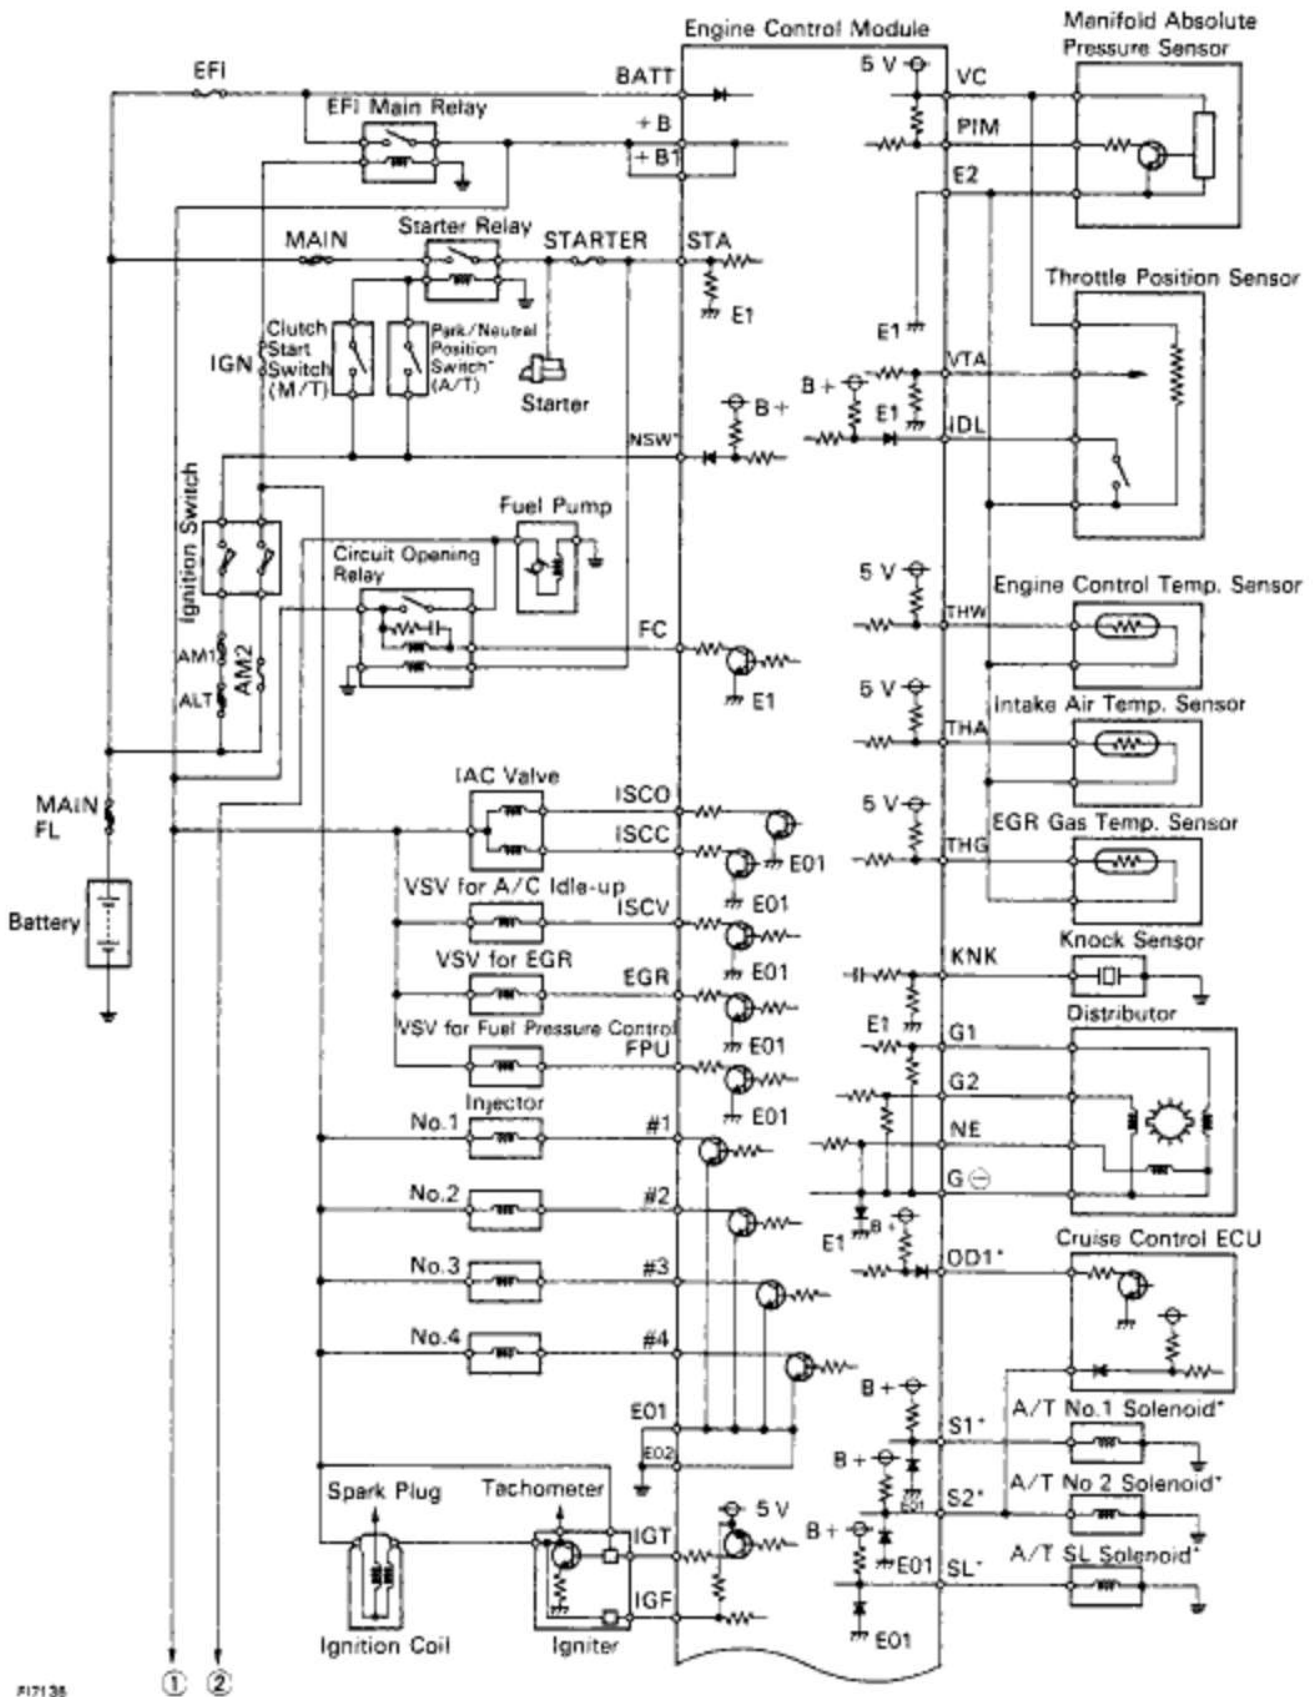 Engine Control Module
Manifold Absolute
Pressure Sensor
EFI
BATT
5 V
VC
EFI Main Relay
+ B
PIM
+ B1
E2
Starter Relay
MAIN
STARTER
STA
Throttle Position Sensor
E1
E1
Clutch
Start
Switch
(M/T)
Park/Neutral
Position
Switch*
(A/T)
IGN
VTA
B +
Starter
B +
E1
IDL
NSW*
Ignition Switch
Fuel Pump
Circuit Opening
Relay
5 V
Engine Control Temp. Sensor
THW
FC
AM1
AM2
ALT
E1
5 V
Intake Air Temp. Sensor
THA
IAC Valve
ISCO
MAIN
FL
5 V
EGR Gas Temp. Sensor
ISCC
THG
E01
VSV for A/C Idle-up
ISCV
E01
Battery
Knock Sensor
VSV for EGR
KNK
EGR
E01
Distributor
VSV for Fuel Pressure Control
FPU
E01
E1
G1
G2
Injector
E01
No.1
#1
NE
G ⊖
No.2
#2
B +
E1
Cruise Control ECU
OD1*
No.3
#3
No.4
#4
B +
A/T No.1 Solenoid*
E01
S1*
E02
B +
A/T No 2 Solenoid*
Spark Plug
Tachometer
E01
S2*
5 V
IGT
B +
A/T SL Solenoid*
E01
SL*
IGF
E01
Ignition Coil
Igniter
① ②
FI7136